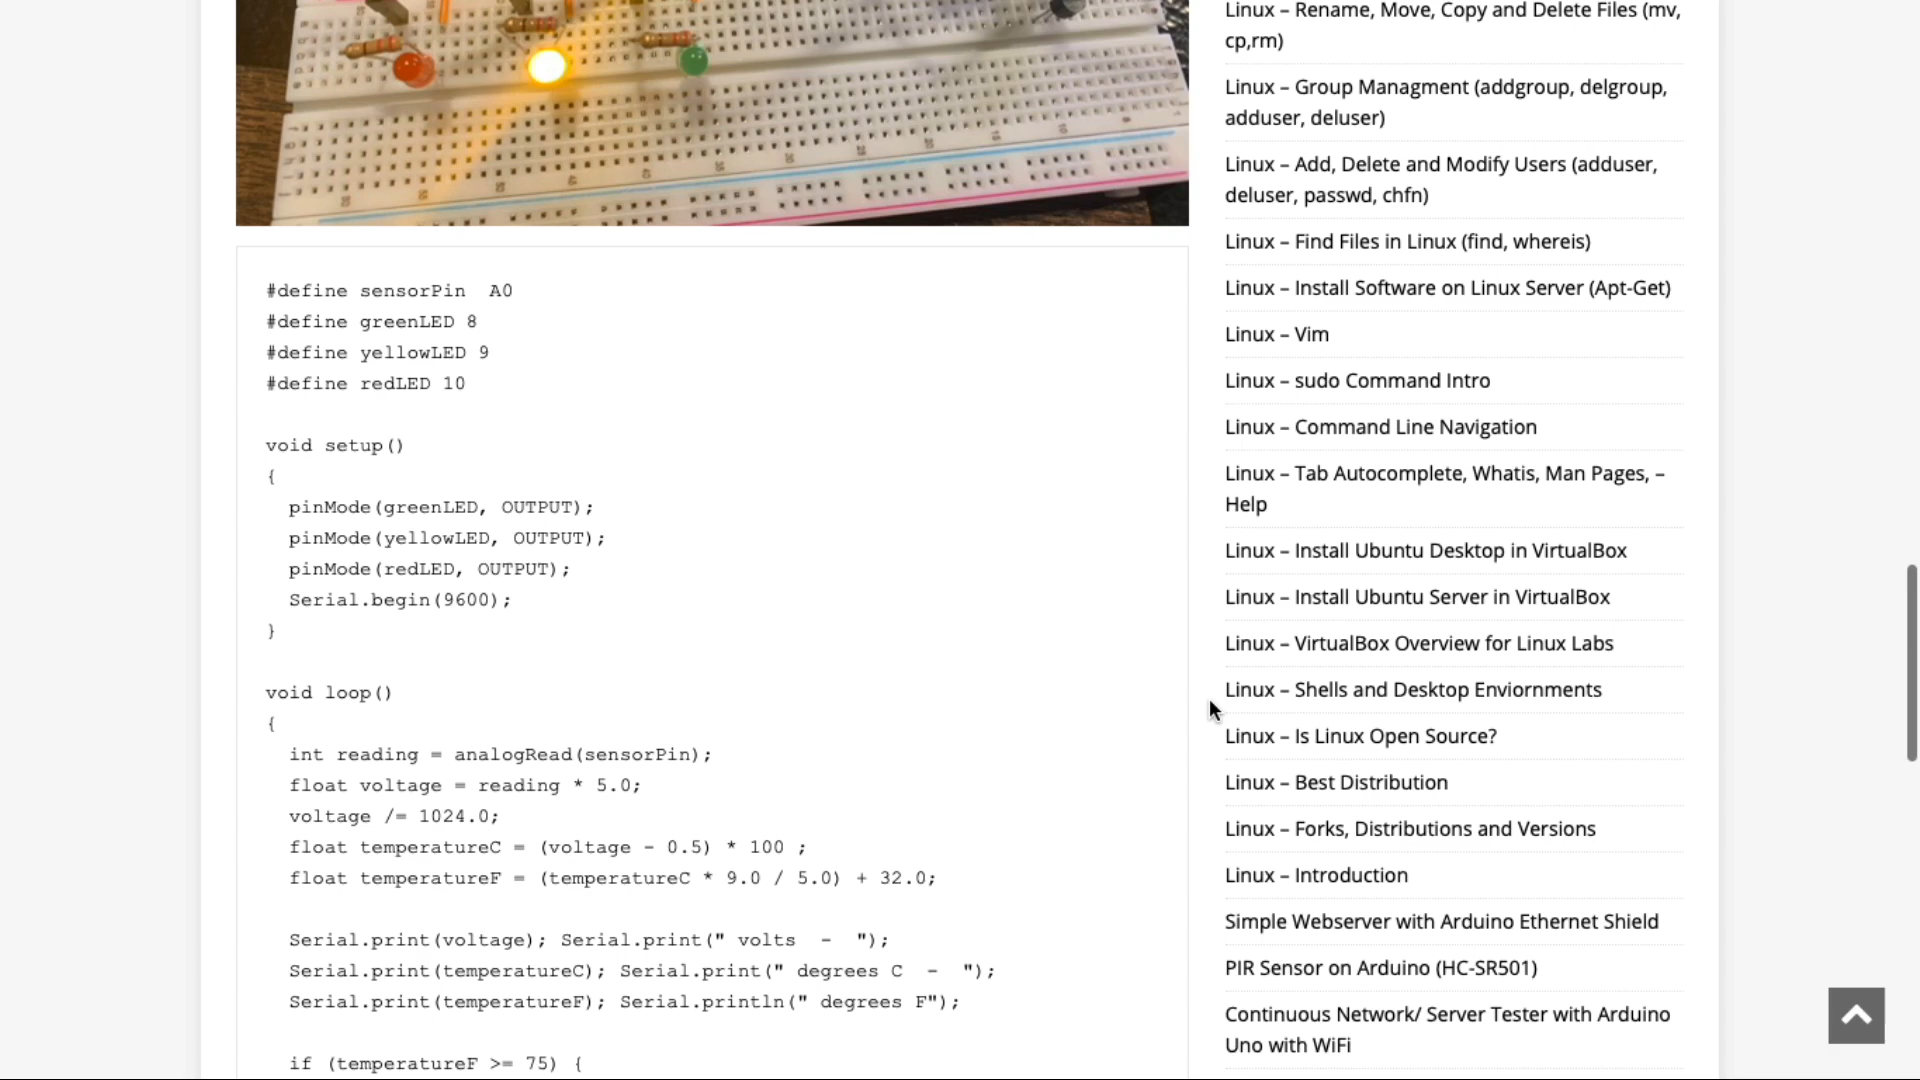 #define sensorPin  A0
#define greenLED 8
#define yellowLED 9
#define redLED 10
void setup()
{
  pinMode(greenLED, OUTPUT);
  pinMode(yellowLED, OUTPUT);
  pinMode(redLED, OUTPUT);
  Serial.begin(9600);
}
void loop()
{
  int reading = analogRead(sensorPin);
  float voltage = reading * 5.0;
  voltage /= 1024.0;
  float temperatureC = (voltage - 0.5) * 100 ;
  float temperatureF = (temperatureC * 9.0 / 5.0) + 32.0;
  Serial.print(voltage); Serial.print(" volts  -  ");
  Serial.print(temperatureC); Serial.print(" degrees C  -  ");
  Serial.print(temperatureF); Serial.println(" degrees F");
  if (temperatureF >= 75) {
Linux – Rename, Move, Copy and Delete Files (mv,
cp,rm)
Linux – Group Managment (addgroup, delgroup,
adduser, deluser)
Linux – Add, Delete and Modify Users (adduser,
deluser, passwd, chfn)
Linux – Find Files in Linux (find, whereis)
Linux – Install Software on Linux Server (Apt-Get)
Linux – Vim
Linux – sudo Command Intro
Linux – Command Line Navigation
Linux – Tab Autocomplete, Whatis, Man Pages, –
Help
Linux – Install Ubuntu Desktop in VirtualBox
Linux – Install Ubuntu Server in VirtualBox
Linux – VirtualBox Overview for Linux Labs
Linux – Shells and Desktop Enviornments
Linux – Is Linux Open Source?
Linux – Best Distribution
Linux – Forks, Distributions and Versions
Linux – Introduction
Simple Webserver with Arduino Ethernet Shield
PIR Sensor on Arduino (HC-SR501)
Continuous Network/ Server Tester with Arduino
Uno with WiFi